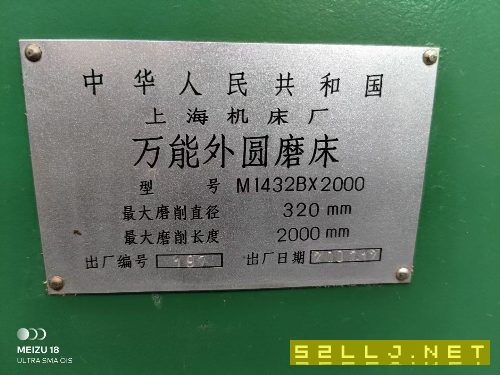 中华人民共和国
上海机床厂
万能外圆磨床
型 号 M1432BX2000
最大磨削直径 320 mm
最大磨削长度 2000 mm
出厂编号 出厂日期
MEIZU 18
ULTRA SMA OIS
52LLJ.NET